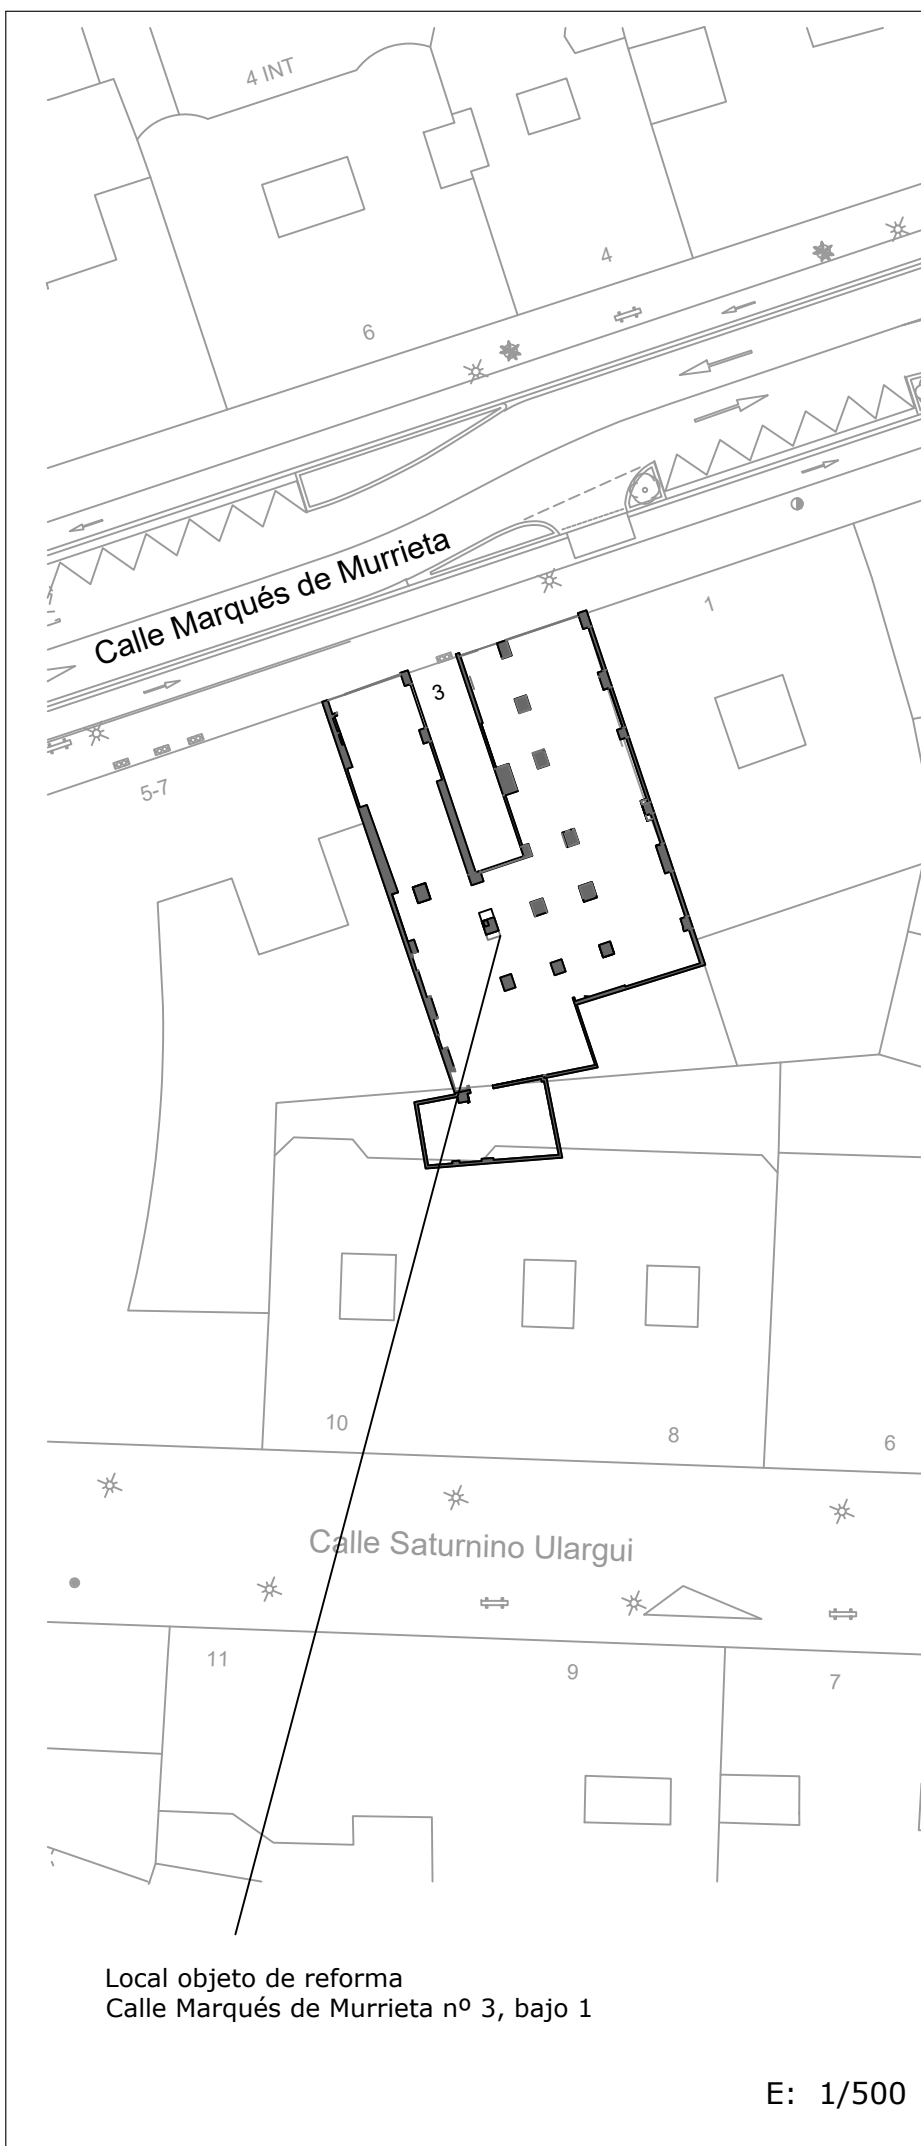 4 INT
4
6
Calle Marqués de Murrieta
1
3
5-7
10
8
6
Calle Saturnino Ulargui
11
9
7
Local objeto de reforma
Calle Marqués de Murrieta nº 3, bajo 1
E: 1/500